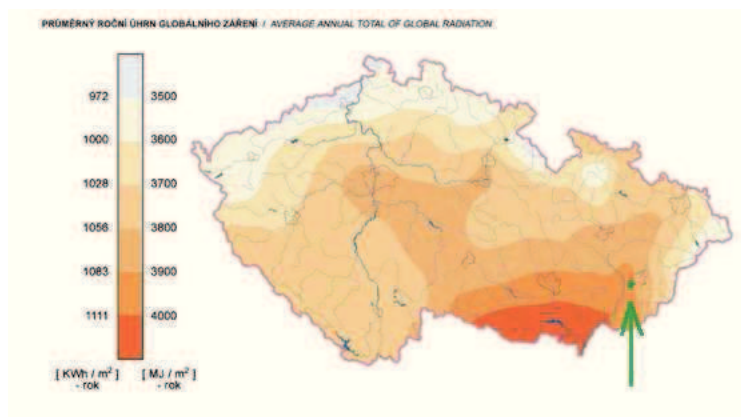 PRŮMĚRNÝ ROČNÍ ÚHRN GLOBÁLNÍHO ZÁŘENÍ / AVERAGE ANNUAL TOTAL OF GLOBAL RADIATION
972 3500
1000 3600
1028 3700
1056 3800
1083 3900
1111 4000
[ KWh / m² ] [ MJ / m² ]
- rok - rok